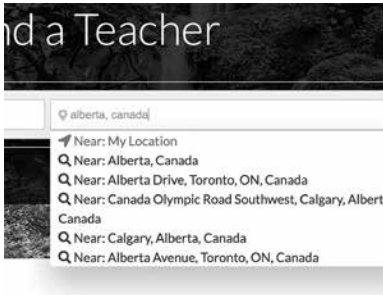 nd a Teacher
alberta, canada
Near: My Location
Near: Alberta, Canada
Near: Alberta Drive, Toronto, ON, Canada
Near: Canada Olympic Road Southwest, Calgary, Albert
Canada
Near: Calgary, Alberta, Canada
Near: Alberta Avenue, Toronto, ON, Canada